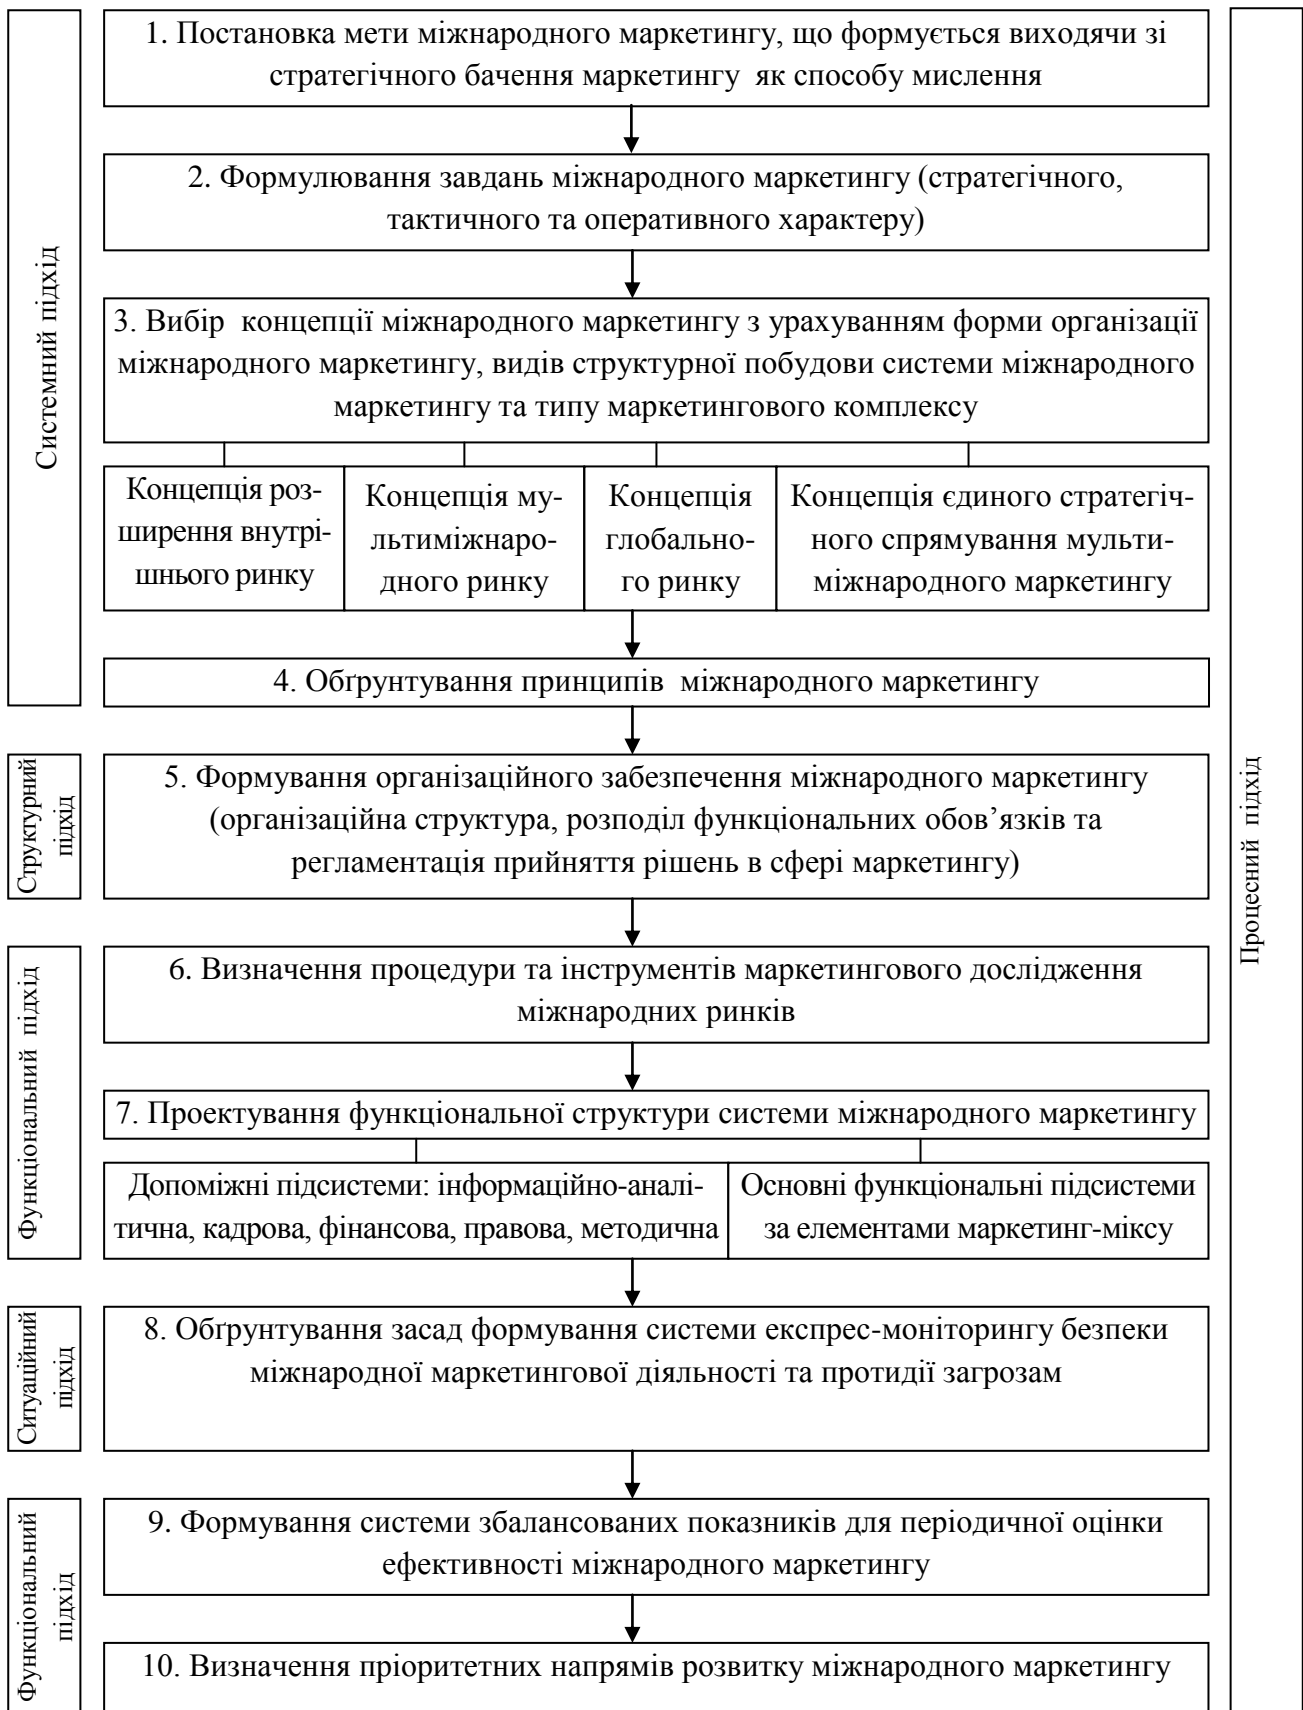 Системний підхід
1. Постановка мети міжнародного маркетингу, що формується виходячи зі
стратегічного бачення маркетингу як способу мислення
2. Формулювання завдань міжнародного маркетингу (стратегічного,
тактичного та оперативного характеру)
3. Вибір концепції міжнародного маркетингу з урахуванням форми організації
міжнародного маркетингу, видів структурної побудови системи міжнародного
маркетингу та типу маркетингового комплексу
Концепція роз-
ширення внутрі-
шнього ринку
Концепція му-
льтиміжнаро-
дного ринку
Концепція
глобально-
го ринку
Концепція єдиного стратегіч-
ного спрямування мульти-
міжнародного маркетингу
4. Обґрунтування принципів міжнародного маркетингу
Структурний
підхід
5. Формування організаційного забезпечення міжнародного маркетингу
(організаційна структура, розподіл функціональних обов’язків та
регламентація прийняття рішень в сфері маркетингу)
Функціональний підхід
6. Визначення процедури та інструментів маркетингового дослідження
міжнародних ринків
7. Проектування функціональної структури системи міжнародного маркетингу
Допоміжні підсистеми: інформаційно-аналі-
тична, кадрова, фінансова, правова, методична
Основні функціональні підсистеми
за елементами маркетинг-міксу
Ситуаційний
підхід
8. Обґрунтування засад формування системи експрес-моніторингу безпеки
міжнародної маркетингової діяльності та протидії загрозам
Функціональний
підхід
9. Формування системи збалансованих показників для періодичної оцінки
ефективності міжнародного маркетингу
10. Визначення пріоритетних напрямів розвитку міжнародного маркетингу
Процесний підхід